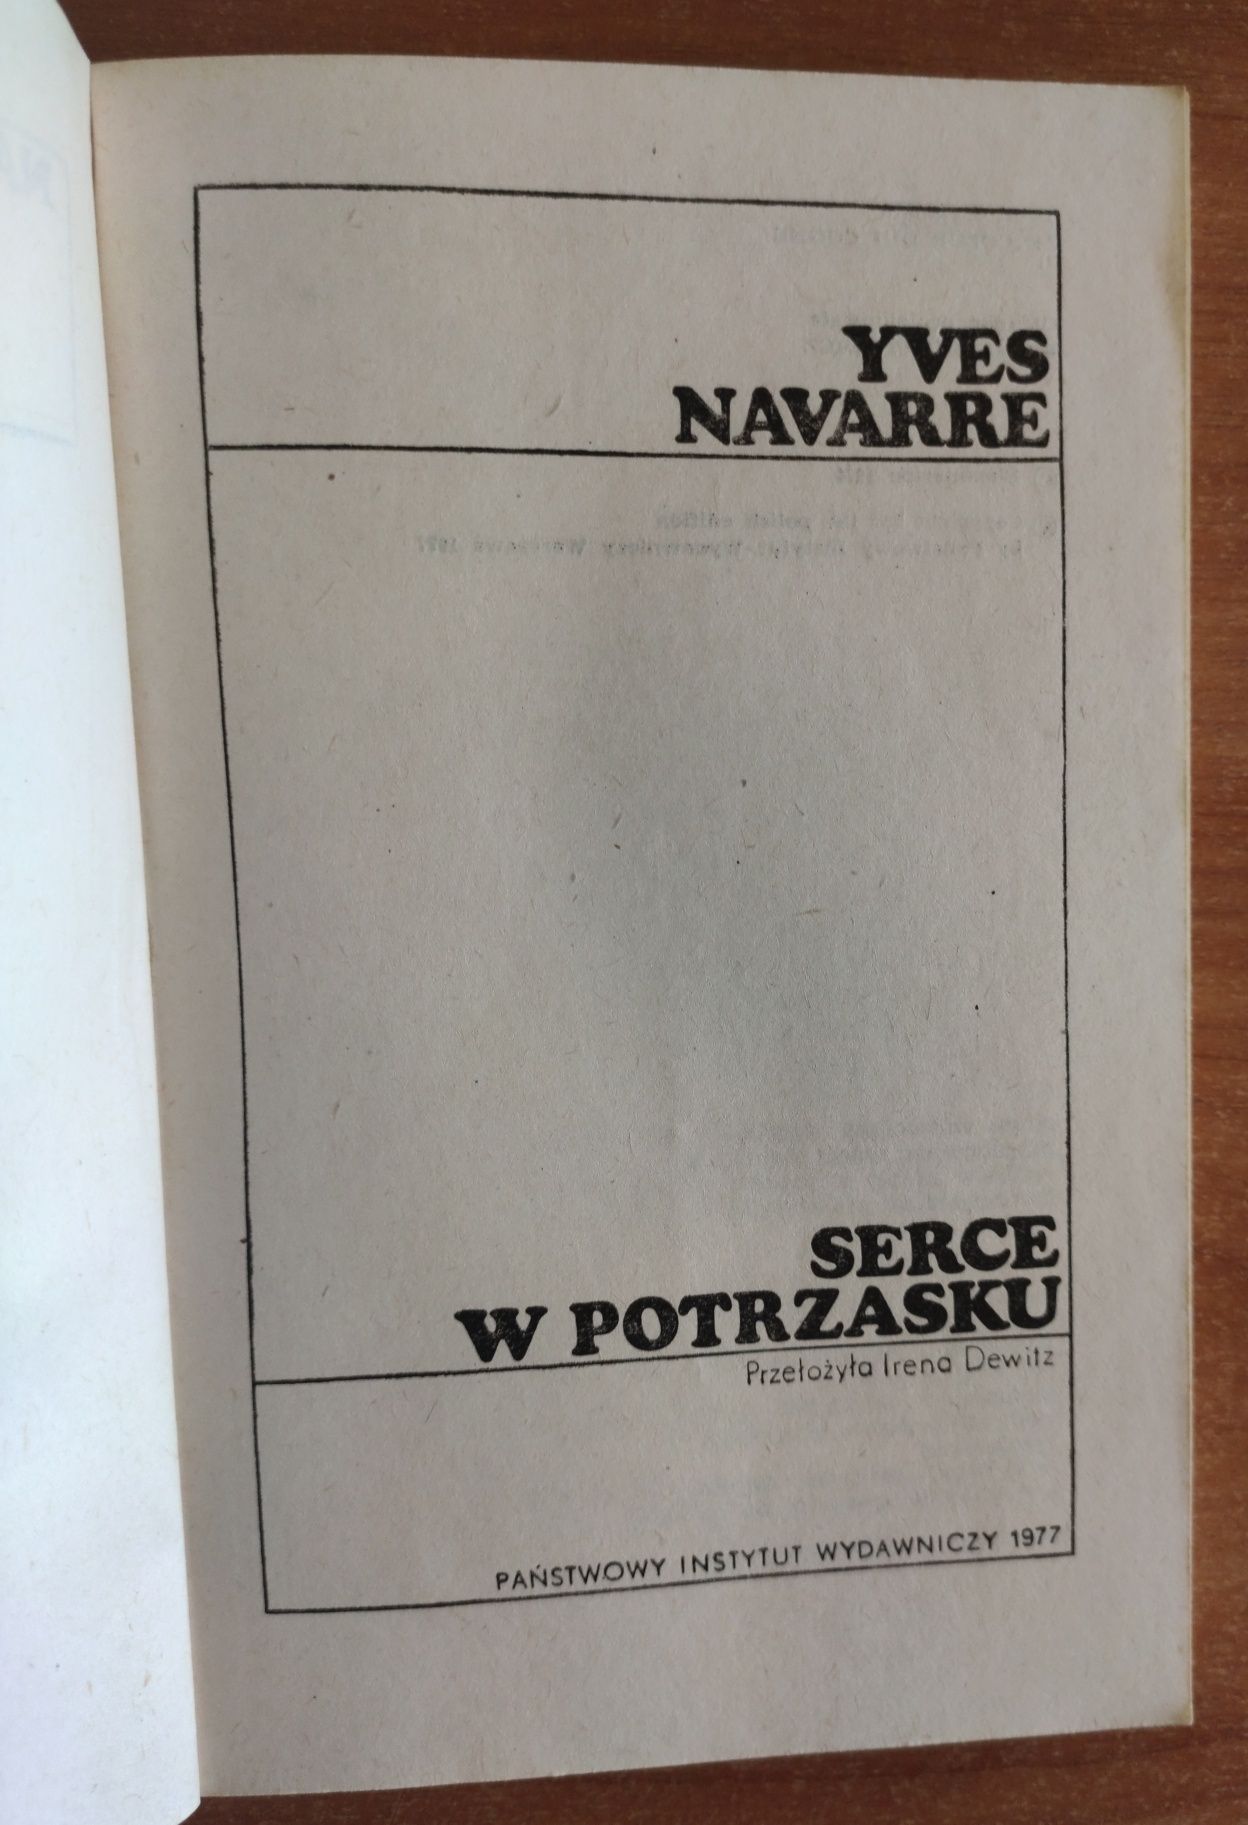 YVES
NAVARRE
SERCE
W POTRZASKU
Przełożyła Irena Dewitz
PAŃSTWOWY INSTYTUT WYDAWNICZY 1977